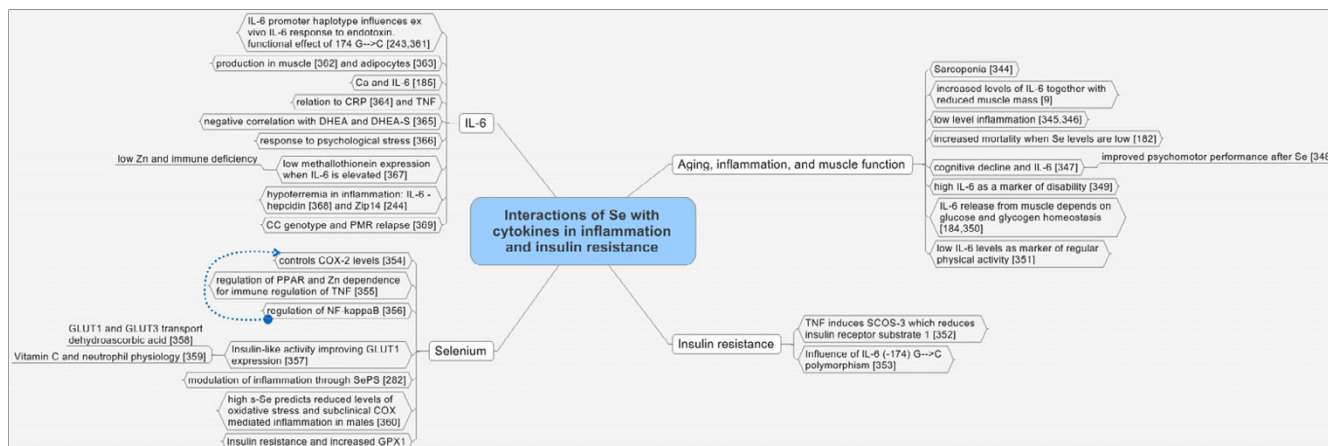 IL-6 promoter haplotype influences ex
vivo IL-6 response to endotoxin.
functional effect of 174 G-->C [243,361]
production in muscle [362] and adipocytes [363]
Ca and IL-6 [185]
relation to CRP [364] and TNF
negative correlation with DHEA and DHEA-S [365]
response to psychological stress [366]
low Zn and immune deficiency
low methallothionein expression
when IL-6 is elevated [367]
hypoferremia in inflammation: IL-6 -
hepcidin [368] and Zip14 [244]
CC genotype and PMR relapse [369]
IL-6
controls COX-2 levels [354]
regulation of PPAR and Zn dependence
for immune regulation of TNF [355]
regulation of NF-kappaB [356]
GLUT1 and GLUT3 transport
dehydroascorbic acid [358]
Vitamin C and neutrophil physiology [359]
Insulin-like activity improving GLUT1
expression [357]
modulation of inflammation through SePS [282]
high s-Se predicts reduced levels of
oxidative stress and subclinical COX
mediated inflammation in males [360]
Insulin resistance and increased GPX1
Selenium
Interactions of Se with
cytokines in inflammation
and insulin resistance
Aging, inflammation, and muscle function
Sarcopenia [344]
increased levels of IL-6 together with
reduced muscle mass [9]
low level inflammation [345,346]
increased mortality when Se levels are low [182]
cognitive decline and IL-6 [347]
improved psychomotor performance after Se [348
high IL-6 as a marker of disability [349]
IL-6 release from muscle depends on
glucose and glycogen homeostasis
[184,350]
low IL-6 levels as marker of regular
physical activity [351]
Insulin resistance
TNF induces SCOS-3 which reduces
insulin receptor substrate 1 [352]
Influence of IL-6 (-174) G-->C
polymorphism [353]